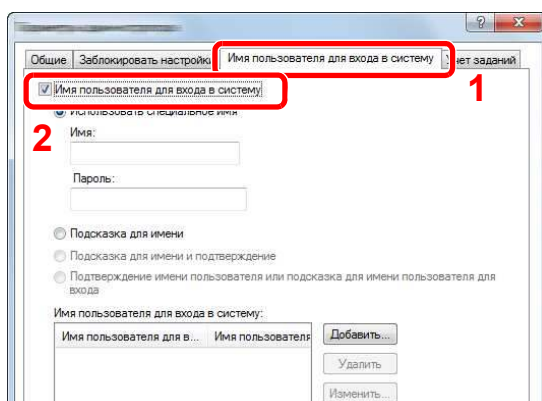 Общие Заблокировать настройки Имя пользователя для входа в систему Учет заданий
1
Имя пользователя для входа в систему
Использовать специальное имя
2
Имя:
Пароль:
Подсказка для имени
Подсказка для имени и подтверждение
Подтверждение имени пользователя или подсказка для имени пользователя для
входа
Имя пользователя для входа в систему:
Имя пользователя для в... Имя пользователя Добавить...
Удалить
Изменить...